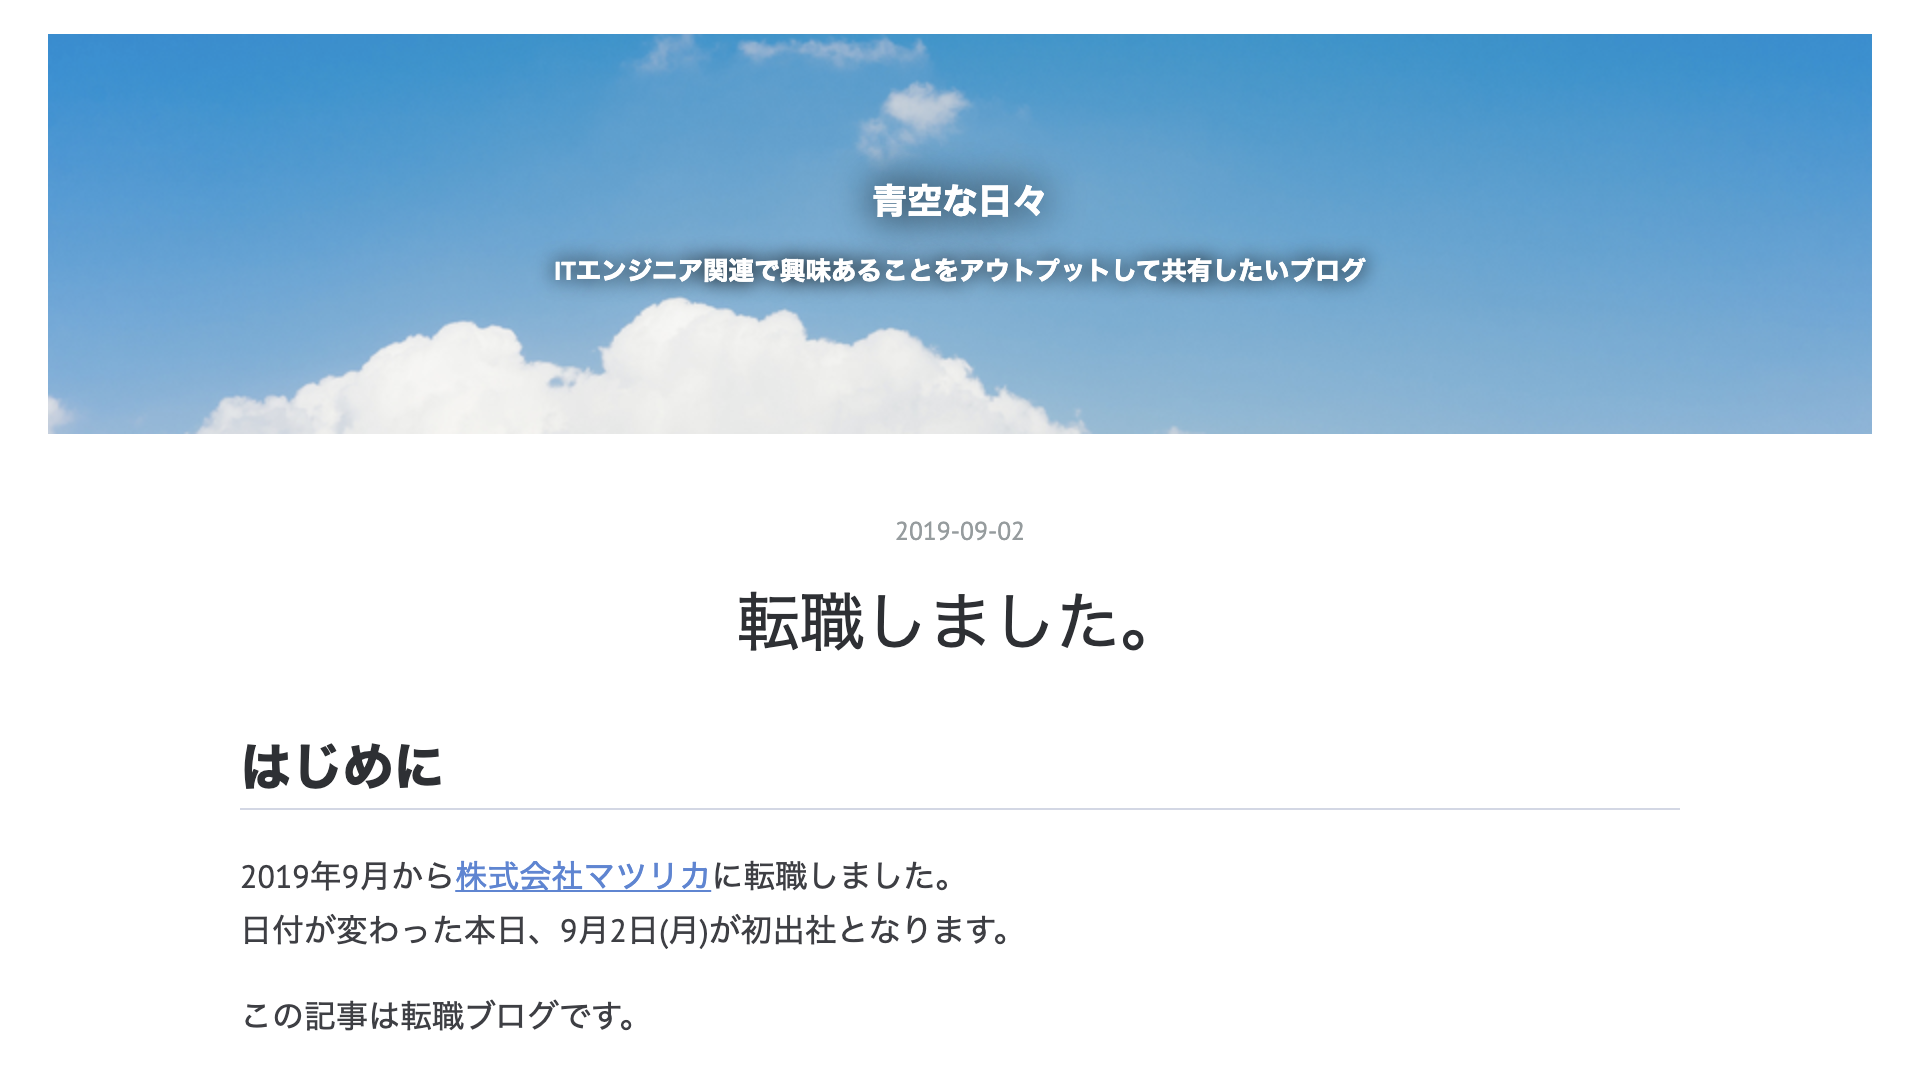 青空な日々
ITエンジニア関連で興味あることをアウトプットして共有したいブログ
2019-09-02
転職しました。
はじめに
2019年9月から株式会社マツリカに転職しました。
日付が変わった本日、9月2日(月)が初出社となります。
この記事は転職ブログです。